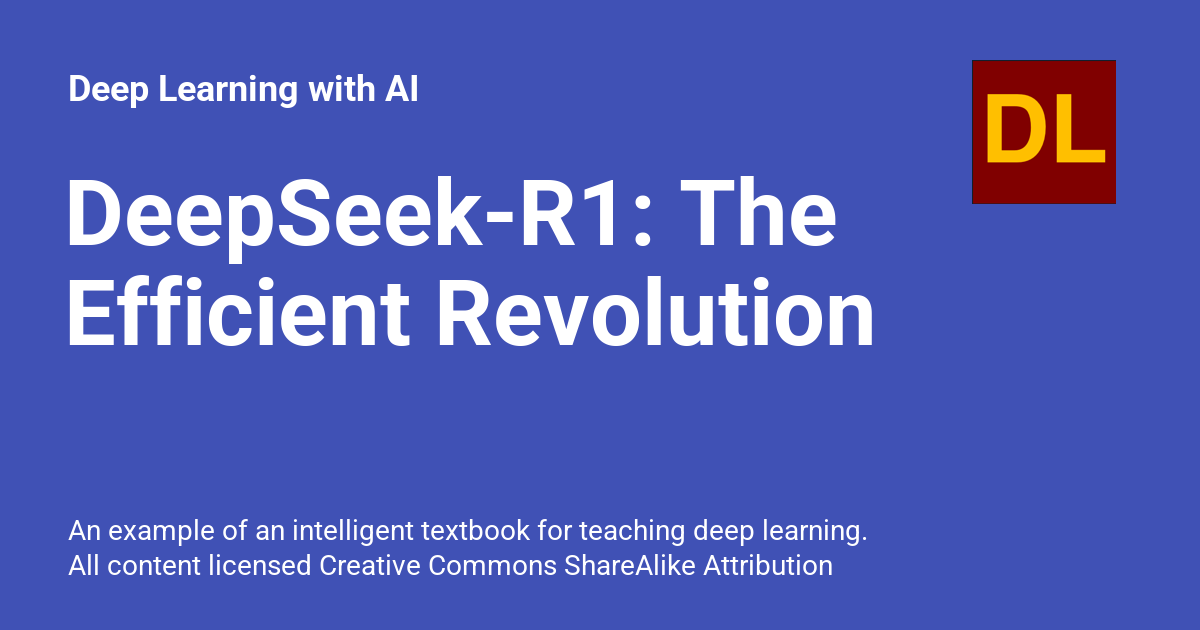 Deep Learning with AI
DL
DeepSeek-R1: The
Efficient Revolution
An example of an intelligent textbook for teaching deep learning.
All content licensed Creative Commons ShareAlike Attribution